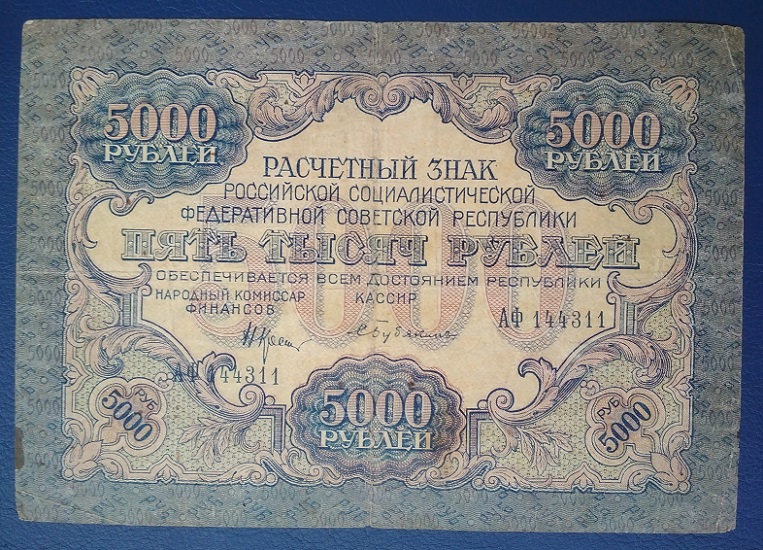 5000
РУБЛЕЙ
5000
РУБЛЕЙ
РАСЧЕТНЫЙ ЗНАК
РОССИЙСКОЙ СОЦИАЛИСТИЧЕСКОЙ
ФЕДЕРАТИВНОЙ СОВЕТСКОЙ РЕСПУБЛИКИ
ПЯТЬ ТЫСЯЧ РУБЛЕЙ
5000
ОБЕСПЕЧИВАЕТСЯ ВСЕМ ДОСТОЯНИЕМ РЕСПУБЛИКИ
НАРОДНЫЙ КОМИССАР
ФИНАНСОВ
КАССИР
АФ 144311
АФ 144311
5000
РУБ
5000
РУБЛЕЙ
РУБ
5000